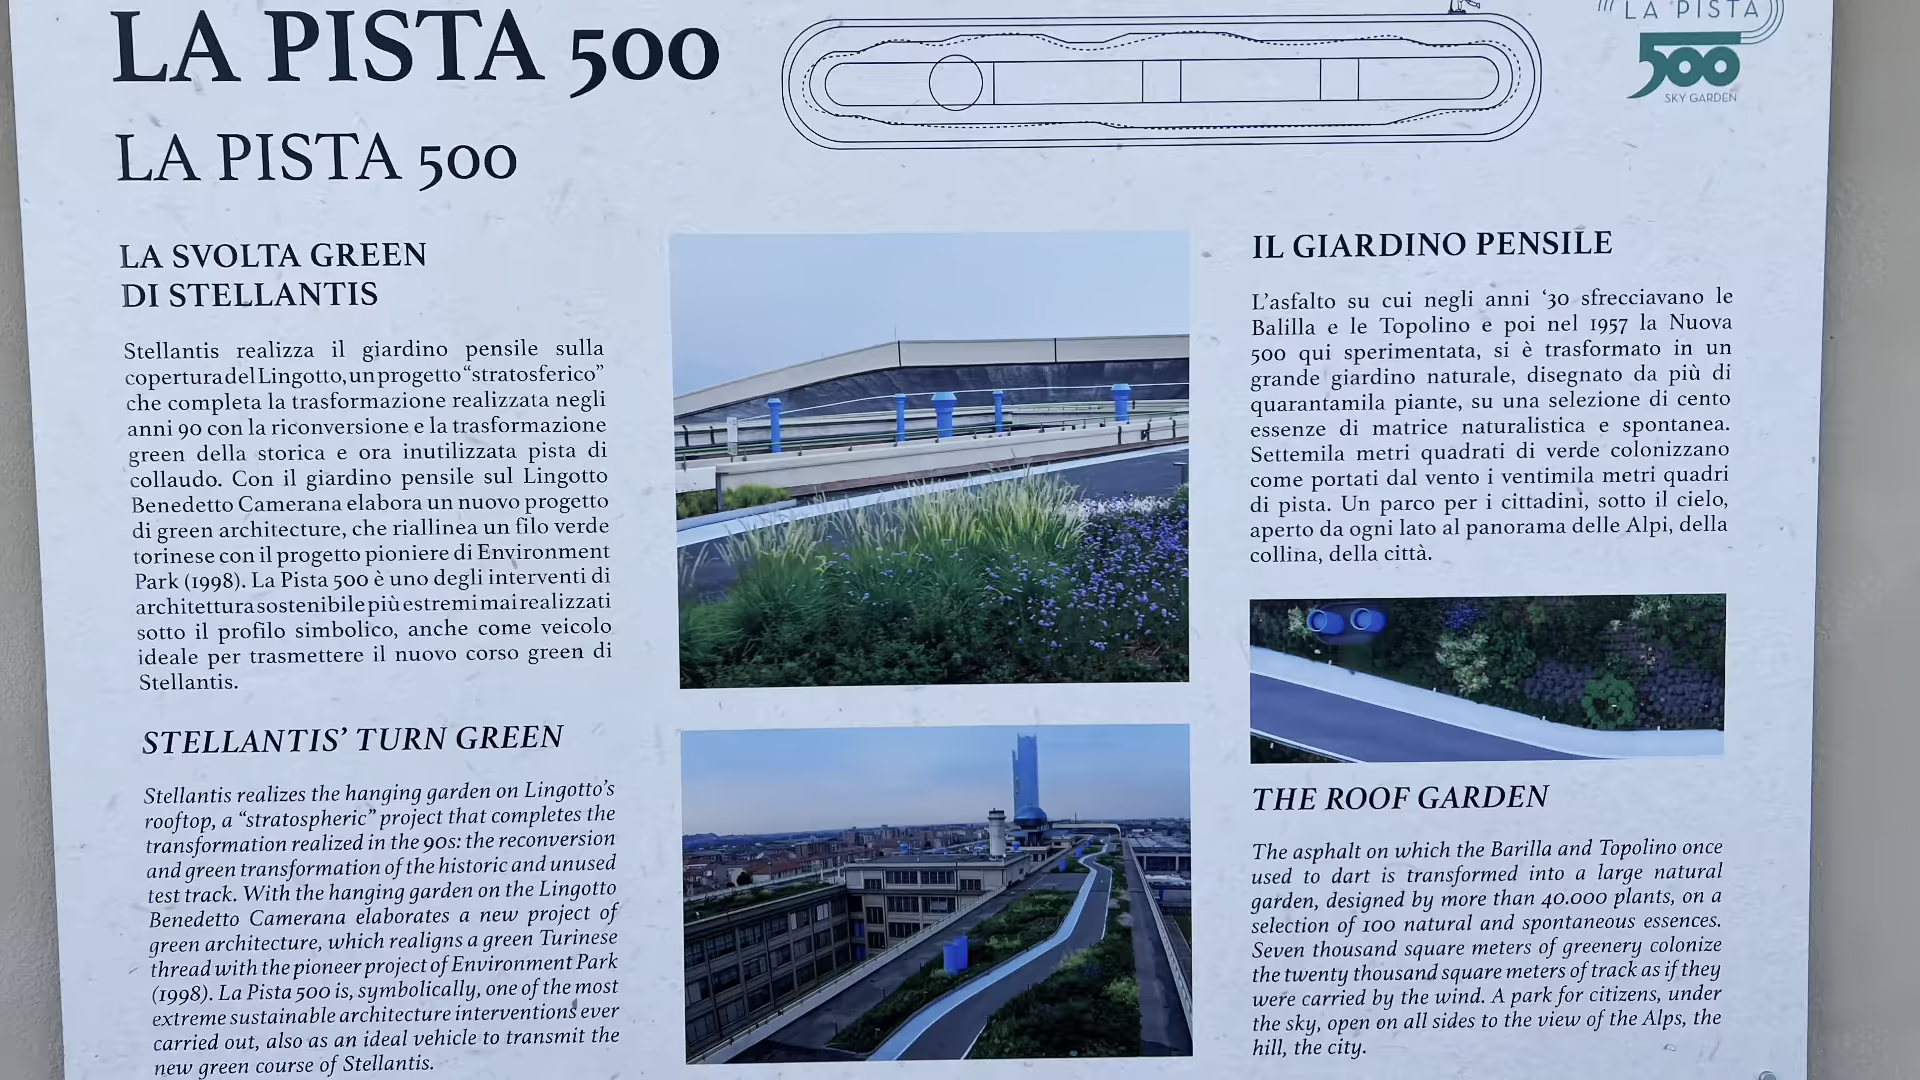 LA PISTA 500
LA PISTA 500
LA PISTA
500
SKY GARDEN
LA SVOLTA GREEN
DI STELLANTIS
Stellantis realizza il giardino pensile sulla
copertura del Lingotto, un progetto “stratosferico”
che completa la trasformazione realizzata negli
anni 90 con la riconversione e la trasformazione
green della storica e ora inutilizzata pista di
collaudo. Con il giardino pensile sul Lingotto
Benedetto Camerana elabora un nuovo progetto
di green architecture, che riallinea un filo verde
torinese con il progetto pioniere di Environment
Park (1998). La Pista 500 è uno degli interventi di
architettura sostenibile più estremi mai realizzati
sotto il profilo simbolico, anche come veicolo
ideale per trasmettere il nuovo corso green di
Stellantis.
STELLANTIS’ TURN GREEN
Stellantis realizes the hanging garden on Lingotto’s
rooftop, a “stratospheric” project that completes the
transformation realized in the 90s: the reconversion
and green transformation of the historic and unused
test track. With the hanging garden on the Lingotto
Benedetto Camerana elaborates a new project of
green architecture, which realigns a green Turinese
thread with the pioneer project of Environment Park
(1998). La Pista 500 is, symbolically, one of the most
extreme sustainable architecture interventions ever
carried out, also as an ideal vehicle to transmit the
new green course of Stellantis.
IL GIARDINO PENSILE
L’asfalto su cui negli anni ‘30 sfrecciavano le
Balilla e le Topolino e poi nel 1957 la Nuova
500 qui sperimentata, si è trasformato in un
grande giardino naturale, disegnato da più di
quarantamila piante, su una selezione di cento
essenze di matrice naturalistica e spontanea.
Settemila metri quadrati di verde colonizzano
come portati dal vento i ventimila metri quadri
di pista. Un parco per i cittadini, sotto il cielo,
aperto da ogni lato al panorama delle Alpi, della
collina, della città.
THE ROOF GARDEN
The asphalt on which the Barilla and Topolino once
used to dart is transformed into a large natural
garden, designed by more than 40.000 plants, on a
selection of 100 natural and spontaneous essences.
Seven thousand square meters of greenery colonize
the twenty thousand square meters of track as if they
were carried by the wind. A park for citizens, under
the sky, open on all sides to the view of the Alps, the
hill, the city.